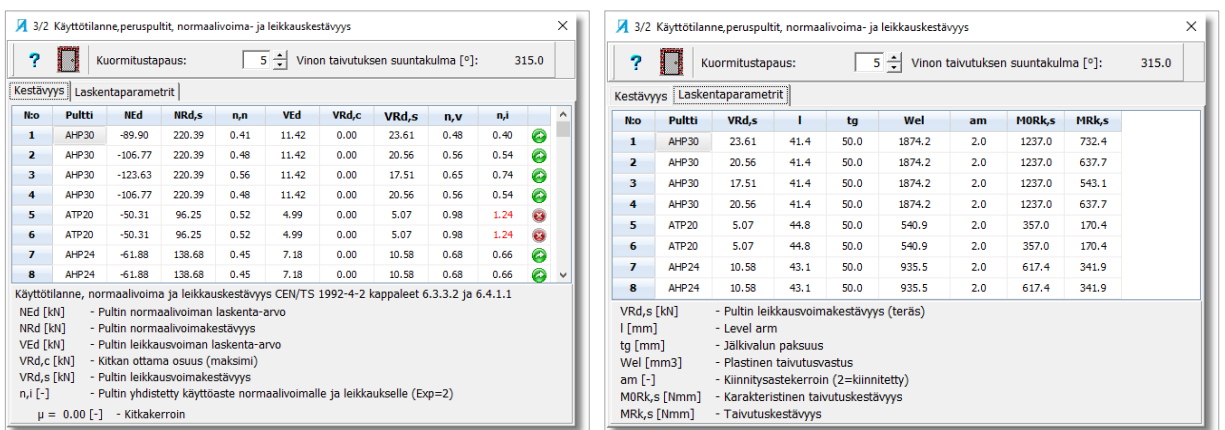 3/2 Käyttötilanne,peruspultit, normaalivoima- ja leikkauskestävyys
? Kuormitustapaus: 5 Vinon taivutuksen suuntakulma [°]: 315.0
Kestävyys Laskentaparametrit
N:o Pultti NEd NRd,s n,n VEd VRd,c VRd,s n,v n,i
1 AHP30 -89.90 220.39 0.41 11.42 0.00 23.61 0.48 0.40
2 AHP30 -106.77 220.39 0.48 11.42 0.00 20.56 0.56 0.54
3 AHP30 -123.63 220.39 0.56 11.42 0.00 17.51 0.65 0.74
4 AHP30 -106.77 220.39 0.48 11.42 0.00 20.56 0.56 0.54
5 ATP20 -50.31 96.25 0.52 4.99 0.00 5.07 0.98 1.24
6 ATP20 -50.31 96.25 0.52 4.99 0.00 5.07 0.98 1.24
7 AHP24 -61.88 138.68 0.45 7.18 0.00 10.58 0.68 0.66
8 AHP24 -61.88 138.68 0.45 7.18 0.00 10.58 0.68 0.66
Käyttötilanne, normaalivoima ja leikkauskestävyys CEN/TS 1992-4-2 kappaleet 6.3.3.2 ja 6.4.1.1
NEd [kN] - Pultin normaalivoiman laskenta-arvo
NRd [kN] - Pultin normaalivoimakestävyys
VEd [kN] - Pultin leikkausvoiman laskenta-arvo
VRd,c [kN] - Kitkan ottama osuus (maksimi)
VRd,s [kN] - Pultin leikkausvoimakestävyys
n,i [-] - Pultin yhdistetty käyttöaste normaalivoimalle ja leikkaukselle (Exp=2)
µ = 0.00 [-] - Kitkakerroin
3/2 Käyttötilanne,peruspultit, normaalivoima- ja leikkauskestävyys
? Kuormitustapaus: 5 Vinon taivutuksen suuntakulma [°]: 315.0
Kestävyys Laskentaparametrit
N:o Pultti VRd,s l tg Wel am M0Rk,s MRk,s
1 AHP30 23.61 41.4 50.0 1874.2 2.0 1237.0 732.4
2 AHP30 20.56 41.4 50.0 1874.2 2.0 1237.0 637.7
3 AHP30 17.51 41.4 50.0 1874.2 2.0 1237.0 543.1
4 AHP30 20.56 41.4 50.0 1874.2 2.0 1237.0 637.7
5 ATP20 5.07 44.8 50.0 540.9 2.0 357.0 170.4
6 ATP20 5.07 44.8 50.0 540.9 2.0 357.0 170.4
7 AHP24 10.58 43.1 50.0 935.5 2.0 617.4 341.9
8 AHP24 10.58 43.1 50.0 935.5 2.0 617.4 341.9
VRd,s [kN] - Pultin leikkausvoimakestävyys (teräs)
l [mm] - Level arm
tg [mm] - Jälkivalun paksuus
Wel [mm3] - Plastinen taivutusvastus
am [-] - Kiinnitysastekerroin (2=kiinnitetty)
M0Rk,s [Nmm] - Karakteristinen taivutuskestävyys
MRk,s [Nmm] - Taivutuskestävyys